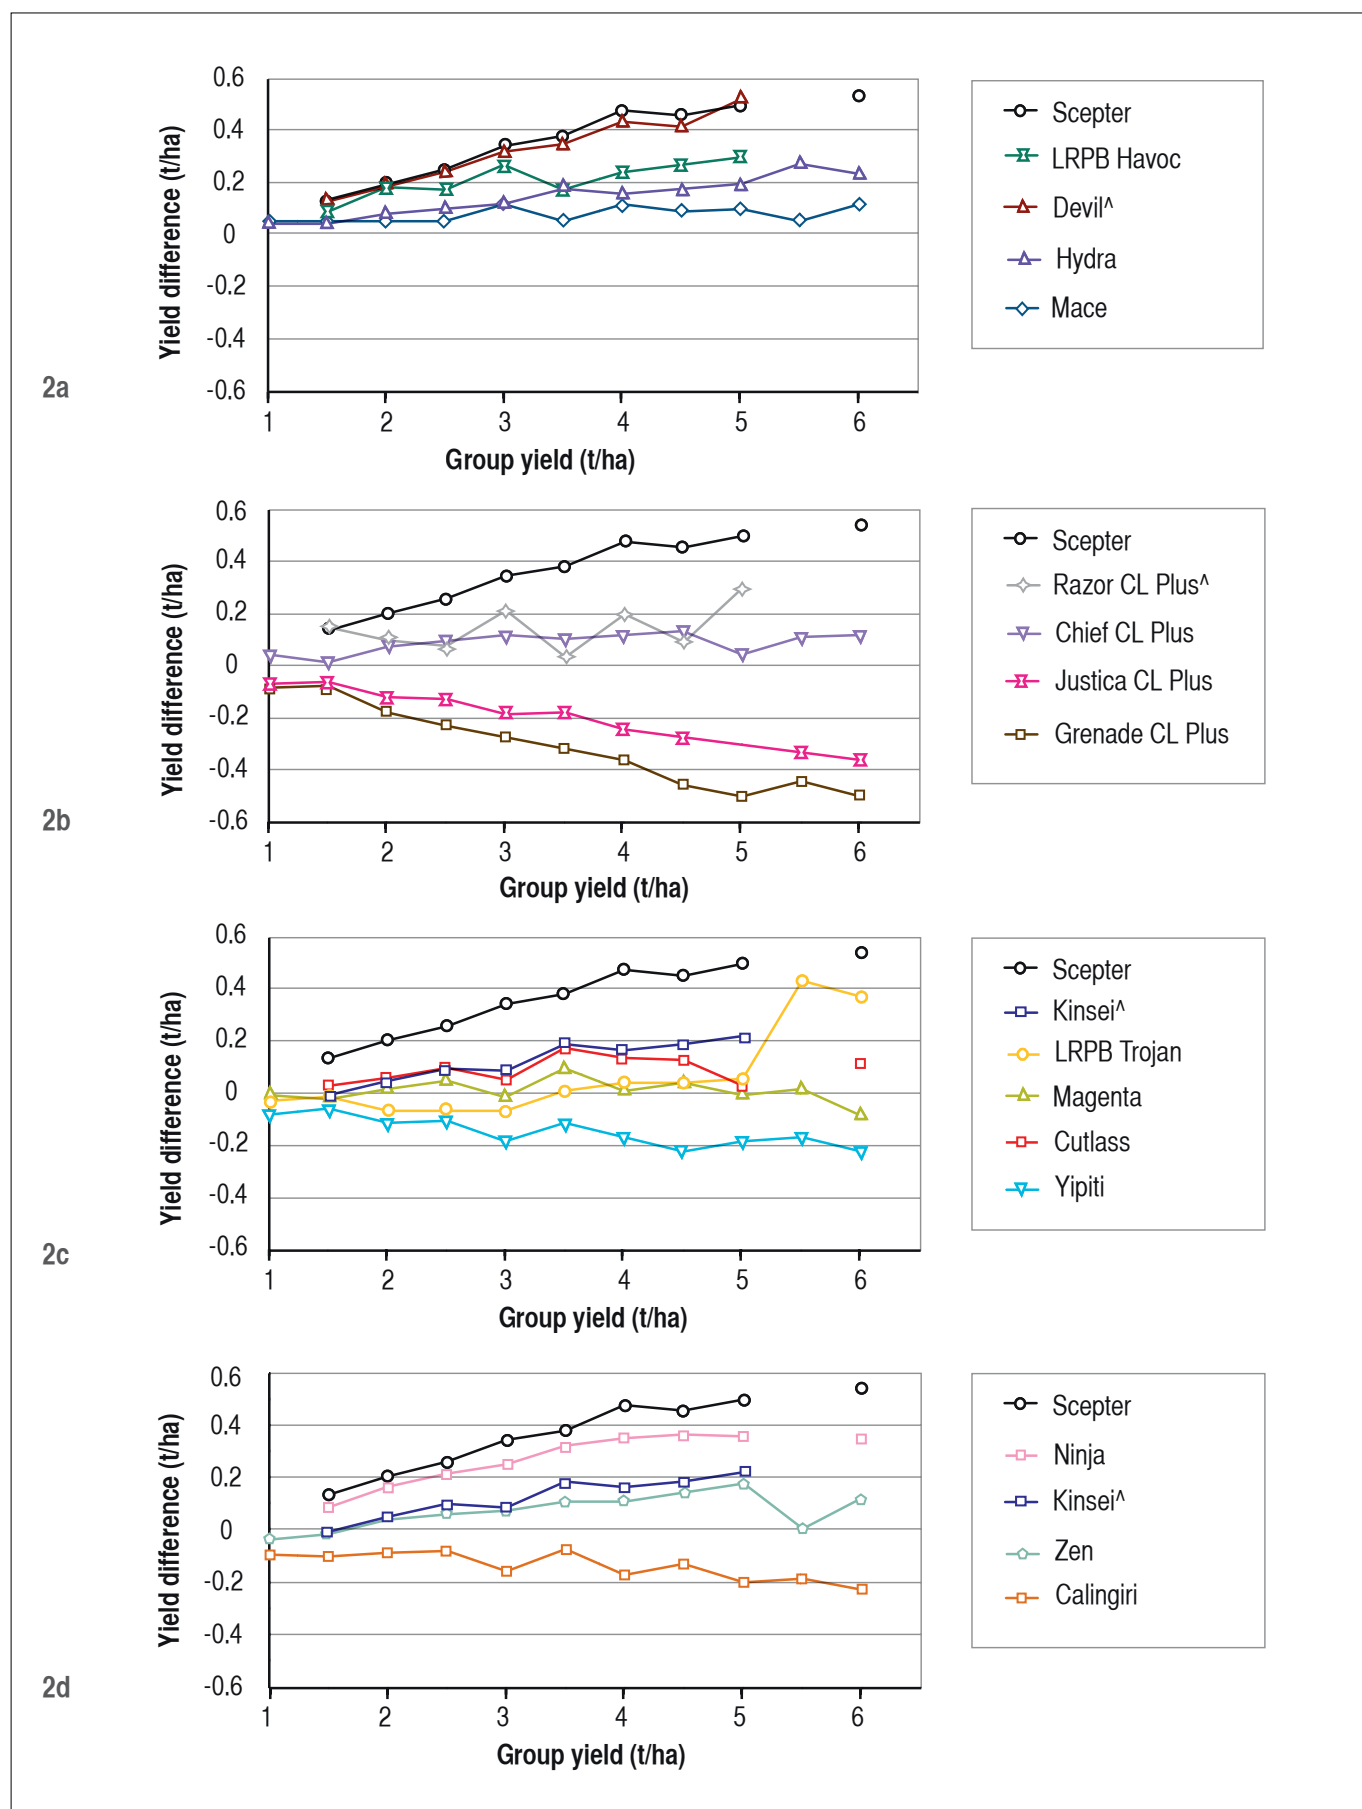 0.6
0.4
0.2
0
-0.2
-0.4
-0.6
Yield difference (t/ha)
1 2 3 4 5 6
Group yield (t/ha)
2a
Scepter
LRPB Havoc
Devil^
Hydra
Mace
0.6
0.4
0.2
0
-0.2
-0.4
-0.6
Yield difference (t/ha)
1 2 3 4 5 6
Group yield (t/ha)
2b
Scepter
Razor CL Plus^
Chief CL Plus
Justica CL Plus
Grenade CL Plus
0.6
0.4
0.2
0
-0.2
-0.4
-0.6
Yield difference (t/ha)
1 2 3 4 5 6
Group yield (t/ha)
2c
Scepter
Kinsei^
LRPB Trojan
Magenta
Cutlass
Yipiti
0.6
0.4
0.2
0
-0.2
-0.4
-0.6
Yield difference (t/ha)
1 2 3 4 5 6
Group yield (t/ha)
2d
Scepter
Ninja
Kinsei^
Zen
Calingiri